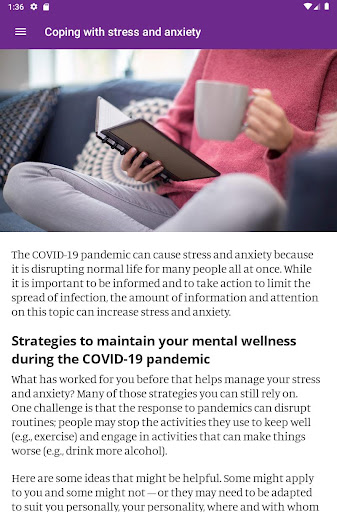 1:36
Coping with stress and anxiety
The COVID-19 pandemic can cause stress and anxiety because
it is disrupting normal life for many people all at once. While
it is important to be informed and to take action to limit the
spread of infection, the amount of information and attention
on this topic can increase stress and anxiety.
Strategies to maintain your mental wellness
during the COVID-19 pandemic
What has worked for you before that helps manage your stress
and anxiety? Many of those strategies you can still rely on.
One challenge is that the response to pandemics can disrupt
routines; people may stop the activities they use to keep well
(e.g., exercise) and engage in activities that can make things
worse (e.g., drink more alcohol).
Here are some ideas that might be helpful. Some might apply
to you and some might not — or they may need to be adapted
to suit you personally, your personality, where and with whom